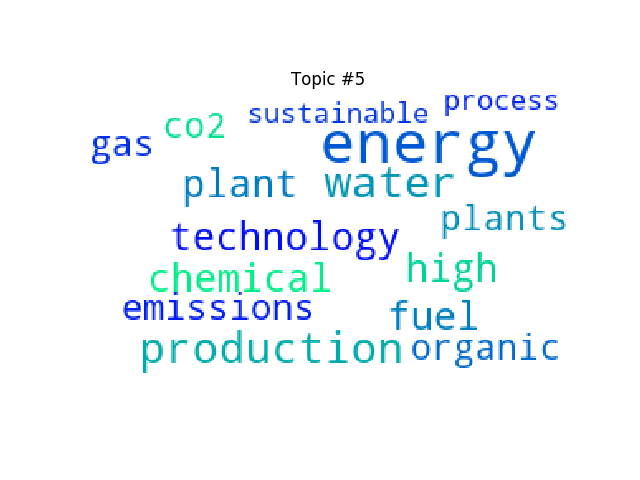 Topic #5
process
sustainable
co2
gas
energy
plant water
plants
technology
high
chemical
emissions
fuel
production organic